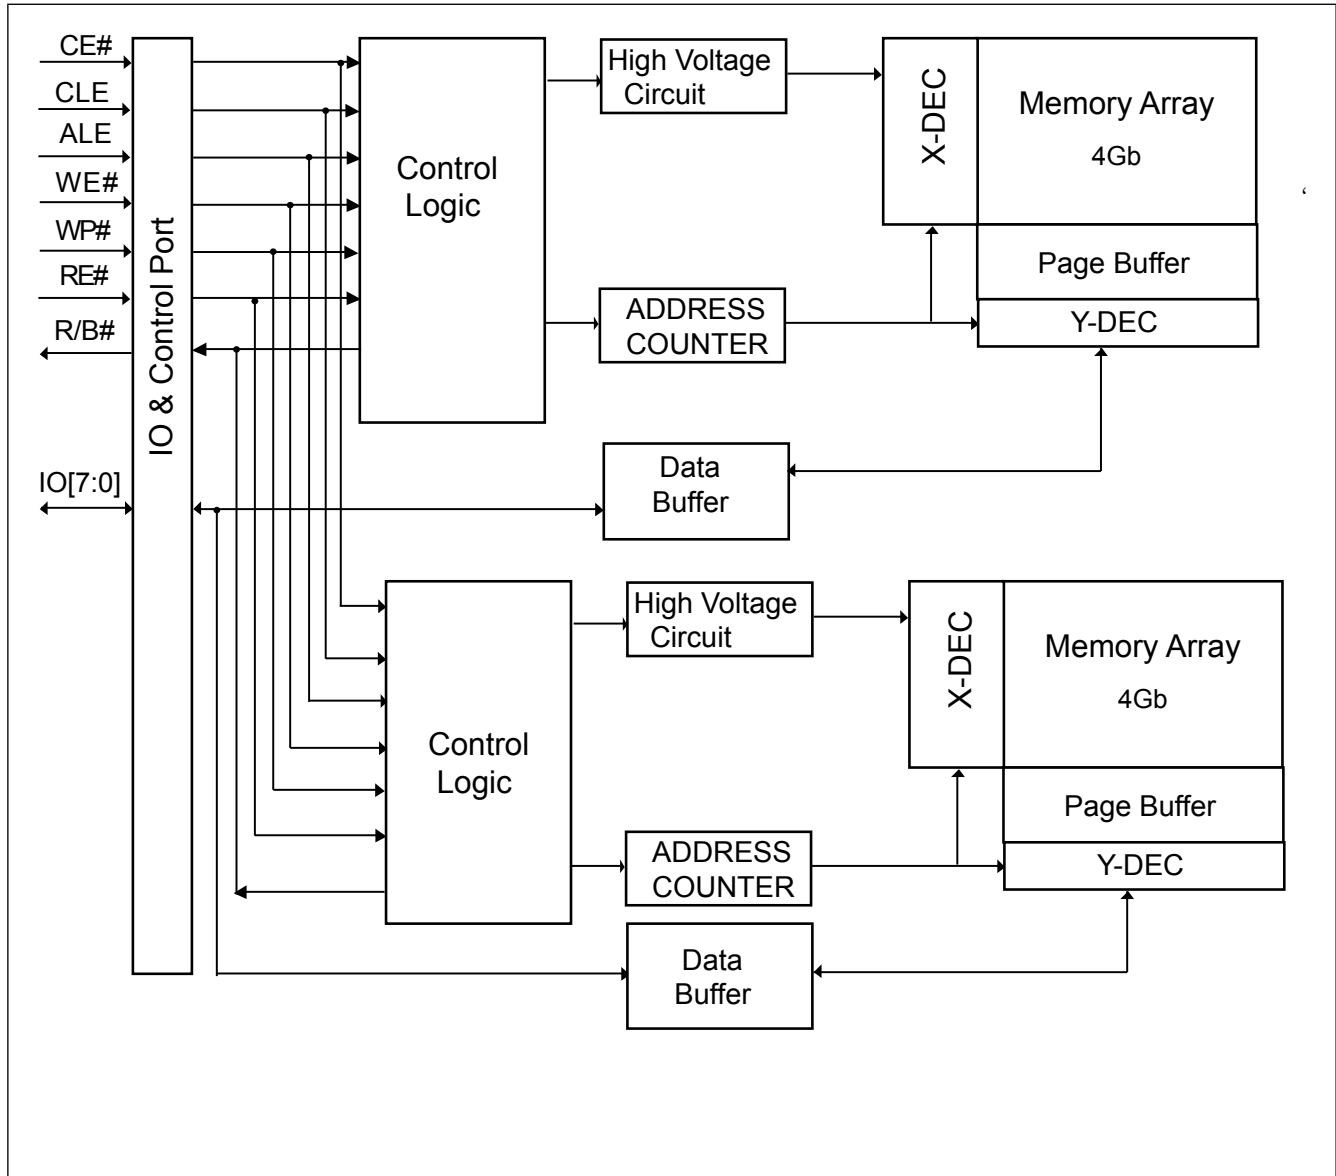 CE#
CLE
ALE
WE#
WP#
RE#
R/B#
IO[7:0]
IO & Control Port
Control
Logic
High Voltage
Circuit
X-DEC
Memory Array
4Gb
Page Buffer
Y-DEC
ADDRESS
COUNTER
Data
Buffer
‘
Control
Logic
High Voltage
Circuit
X-DEC
Memory Array
4Gb
Page Buffer
Y-DEC
ADDRESS
COUNTER
Data
Buffer